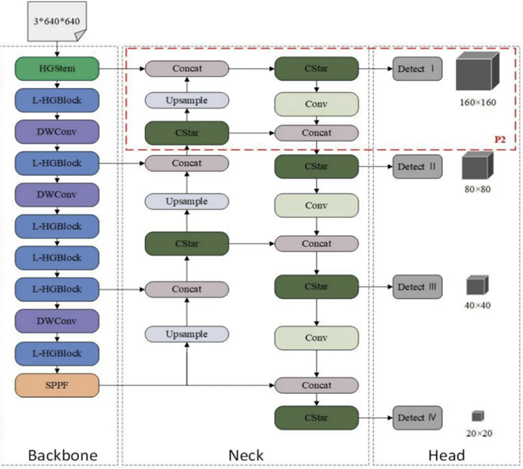 3*640*640
HGStem
Concat
CStar
Detect I
160×160
L-HGBlock
Upsample
Conv
DWConv
CStar
Concat
P2
L-HGBlock
Concat
CStar
Detect II
80×80
DWConv
Upsample
Conv
L-HGBlock
L-HGBlock
CStar
Concat
L-HGBlock
Concat
CStar
Detect III
40×40
DWConv
Upsample
Conv
L-HGBlock
SPPF
Concat
CStar
Detect IV
20×20
Backbone
Neck
Head